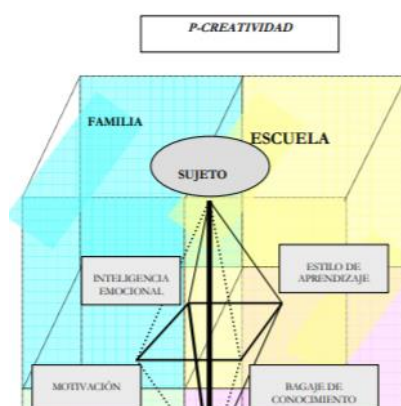 P-CREATIVIDAD
FAMILIA
ESCUELA
SUJETO
INTELIGENCIA
EMOCIONAL
ESTILO DE
APRENDIZAJE
MOTIVACIÓN
BAGAJE DE
CONOCIMIENTO